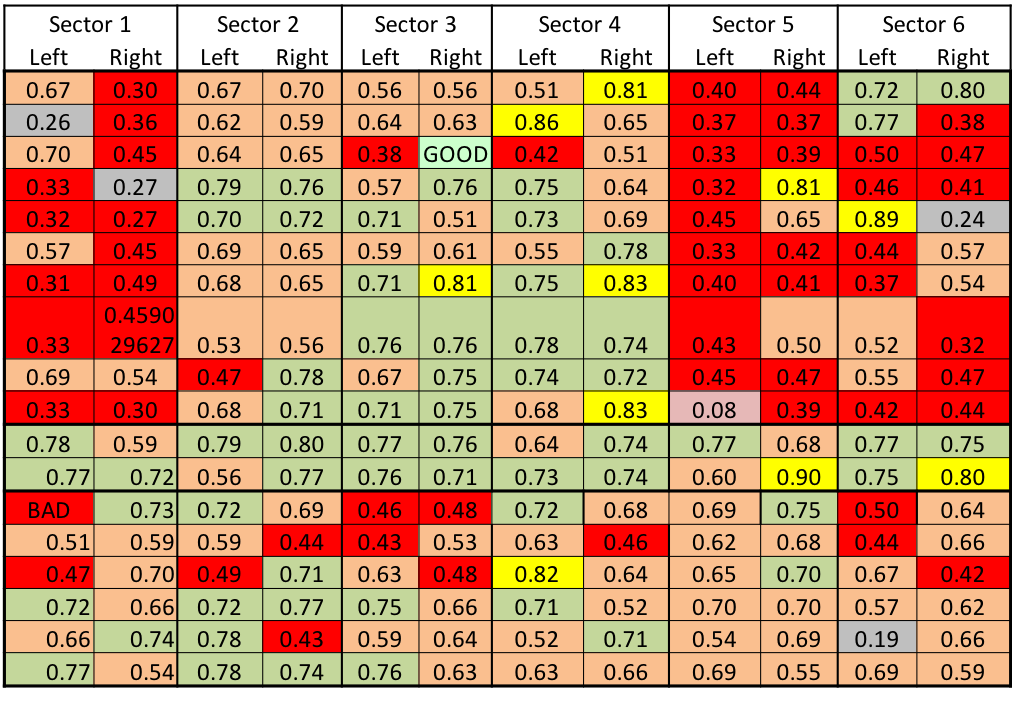 Sector 1 Sector 2 Sector 3 Sector 4 Sector 5 Sector 6
Left Right Left Right Left Right Left Right Left Right Left Right
0.67 0.30 0.67 0.70 0.56 0.56 0.51 0.81 0.40 0.44 0.72 0.80
0.26 0.36 0.62 0.59 0.64 0.63 0.86 0.65 0.37 0.37 0.77 0.38
0.70 0.45 0.64 0.65 0.38 GOOD 0.42 0.51 0.33 0.39 0.50 0.47
0.33 0.27 0.79 0.76 0.57 0.76 0.75 0.64 0.32 0.81 0.46 0.41
0.32 0.27 0.70 0.72 0.71 0.51 0.73 0.69 0.45 0.65 0.89 0.24
0.57 0.45 0.69 0.65 0.59 0.61 0.55 0.78 0.33 0.42 0.44 0.57
0.31 0.49 0.68 0.65 0.71 0.81 0.75 0.83 0.40 0.41 0.37 0.54
0.4590
0.33 29627 0.53 0.56 0.76 0.76 0.78 0.74 0.43 0.50 0.52 0.32
0.69 0.54 0.47 0.78 0.67 0.75 0.74 0.72 0.45 0.47 0.55 0.47
0.33 0.30 0.68 0.71 0.71 0.75 0.68 0.83 0.08 0.39 0.42 0.44
0.78 0.59 0.79 0.80 0.77 0.76 0.64 0.74 0.77 0.68 0.77 0.75
0.77 0.72 0.56 0.77 0.76 0.71 0.73 0.74 0.60 0.90 0.75 0.80
BAD 0.73 0.72 0.69 0.46 0.48 0.72 0.68 0.69 0.75 0.50 0.64
0.51 0.59 0.59 0.44 0.43 0.53 0.63 0.46 0.62 0.68 0.44 0.66
0.47 0.70 0.49 0.71 0.63 0.48 0.82 0.64 0.65 0.70 0.67 0.42
0.72 0.66 0.72 0.77 0.75 0.66 0.71 0.52 0.70 0.70 0.57 0.62
0.66 0.74 0.78 0.43 0.59 0.64 0.52 0.71 0.54 0.69 0.19 0.66
0.77 0.54 0.78 0.74 0.76 0.63 0.63 0.66 0.69 0.55 0.69 0.59